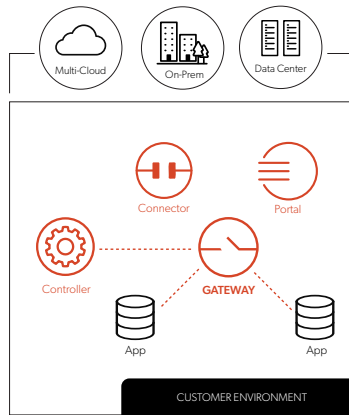 Multi-Cloud
On-Prem
Data Center
Connector
Portal
Controller
GATEWAY
App
App
CUSTOMER ENVIRONMENT